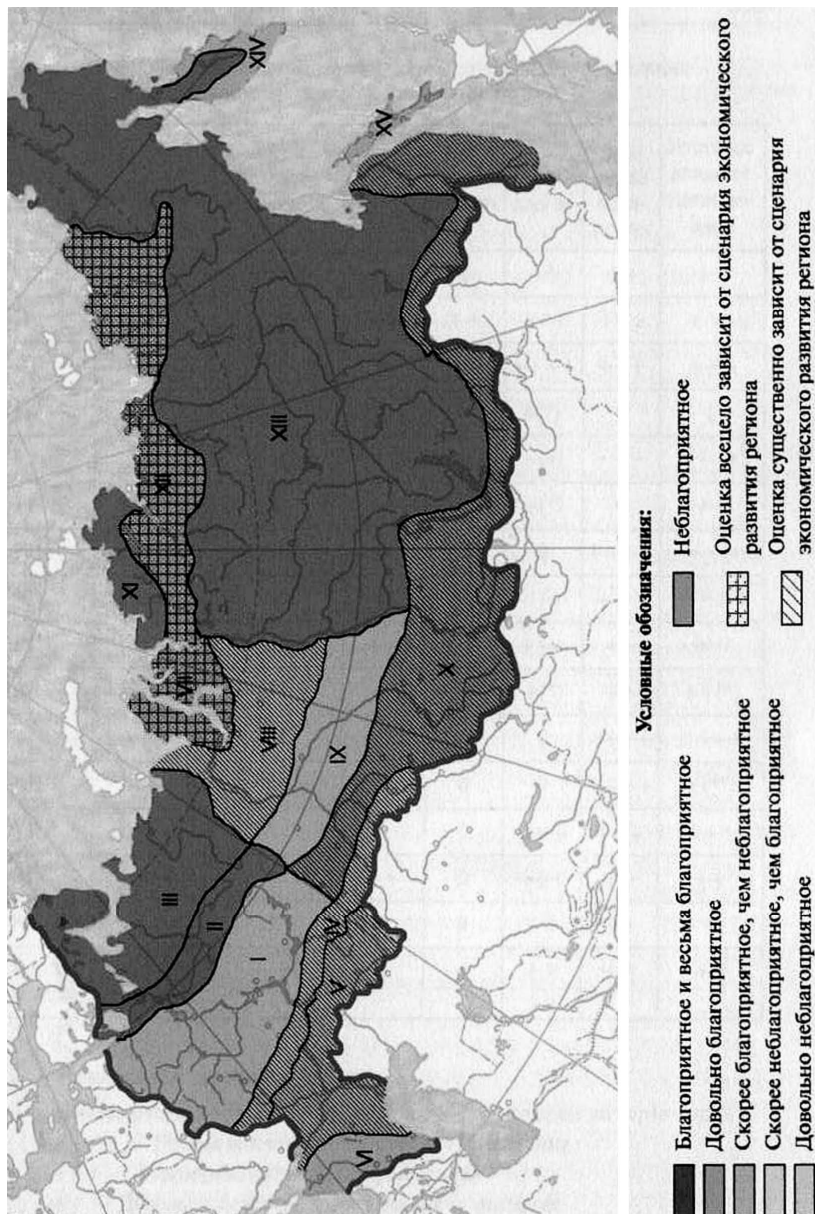 XIV
XV
XIII
XII
XI
VII
VIII
IX
X
III
II
I
IV
V
VI
Условные обозначения:
Благоприятное и весьма благоприятное
Довольно благоприятное
Скорее благоприятное, чем неблагоприятное
Скорее неблагоприятное, чем благоприятное
Довольно неблагоприятное
Неблагоприятное
Оценка всецело зависит от сценария экономического
развития региона
Оценка существенно зависит от сценария
экономического развития региона